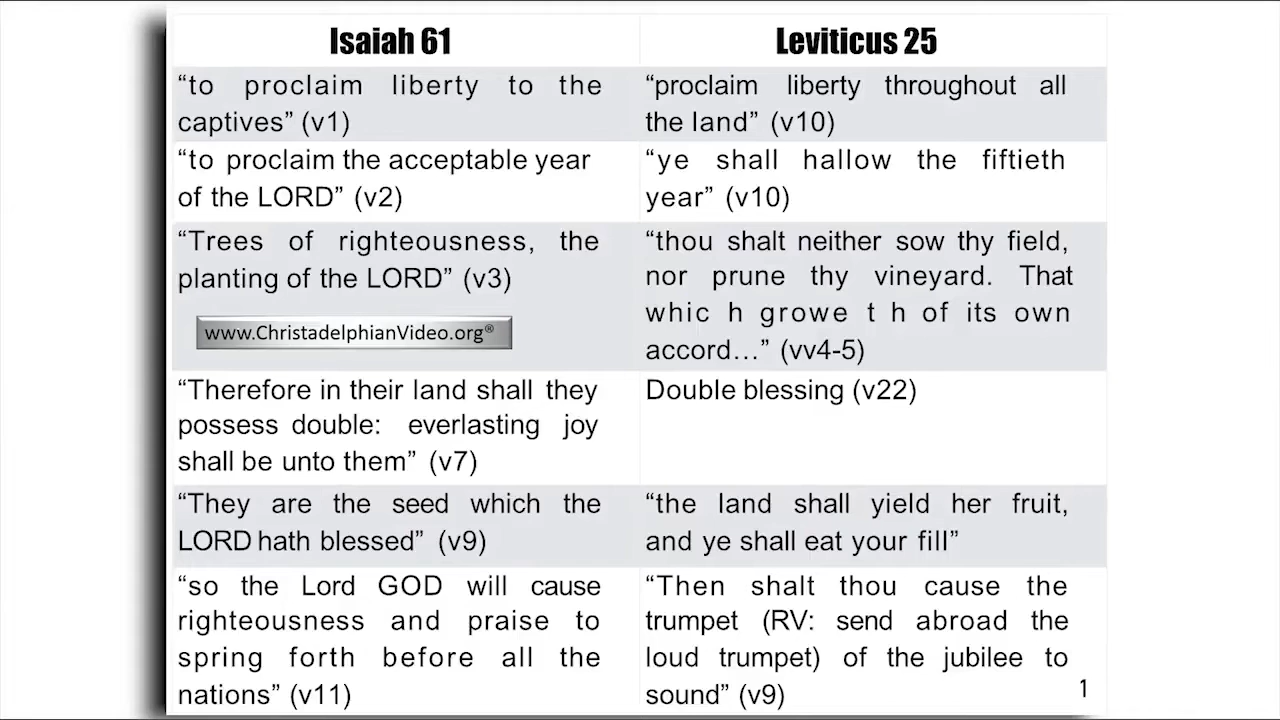 Isaiah 61
Leviticus 25
“to proclaim liberty to the
captives” (v1)
“proclaim liberty throughout all
the land” (v10)
“to proclaim the acceptable year
of the LORD” (v2)
“ye shall hallow the fiftieth
year” (v10)
“Trees of righteousness, the
planting of the LORD” (v3)
www.ChristadelphianVideo.org®
“thou shalt neither sow thy field,
nor prune thy vineyard. That
whic h growe t h of its own
accord…” (vv4-5)
“Therefore in their land shall they
possess double: everlasting joy
shall be unto them” (v7)
Double blessing (v22)
“They are the seed which the
LORD hath blessed” (v9)
“the land shall yield her fruit,
and ye shall eat your fill”
“so the Lord GOD will cause
righteousness and praise to
spring forth before all the
nations” (v11)
“Then shalt thou cause the
trumpet (RV: send abroad the
loud trumpet) of the jubilee to
sound” (v9)
1